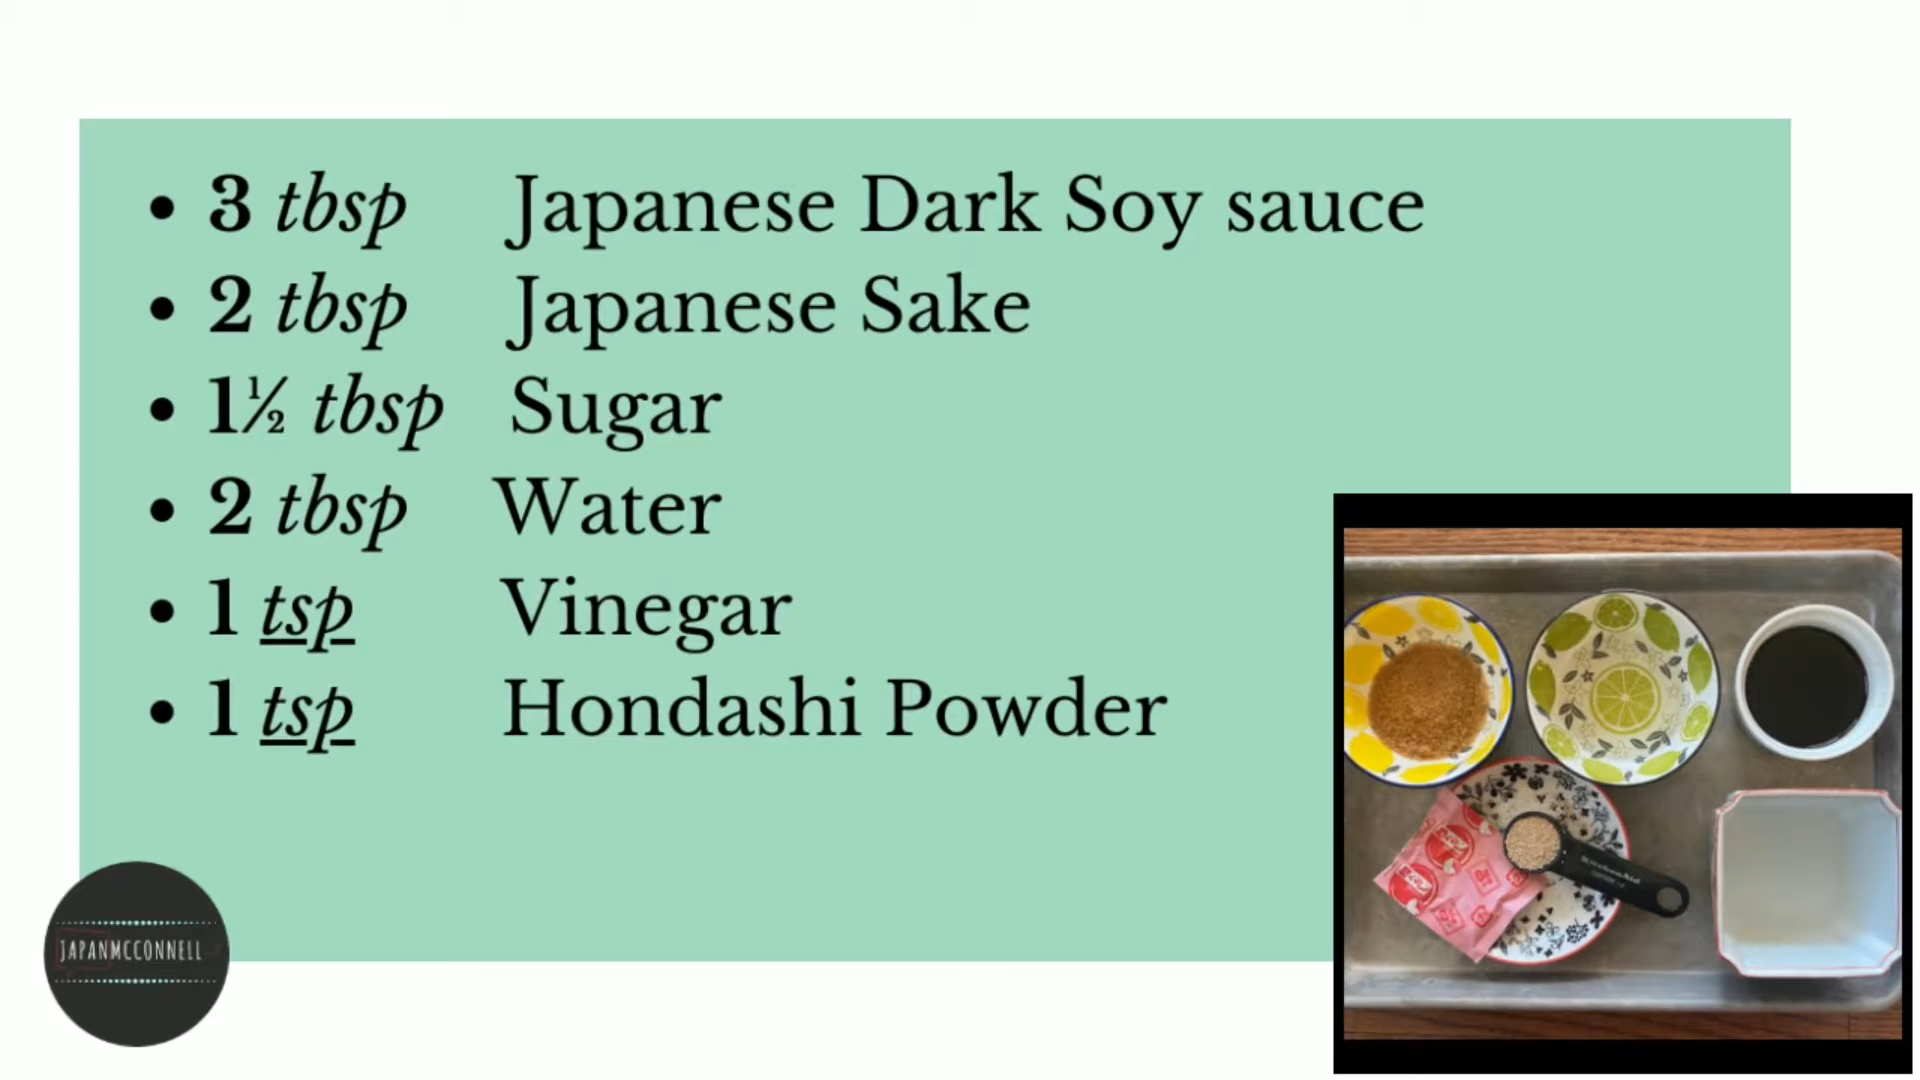 • 3 tbsp Japanese Dark Soy sauce
• 2 tbsp Japanese Sake
• 1½ tbsp Sugar
• 2 tbsp Water
• 1 tsp Vinegar
• 1 tsp Hondashi Powder
JAPANMCCONNELL